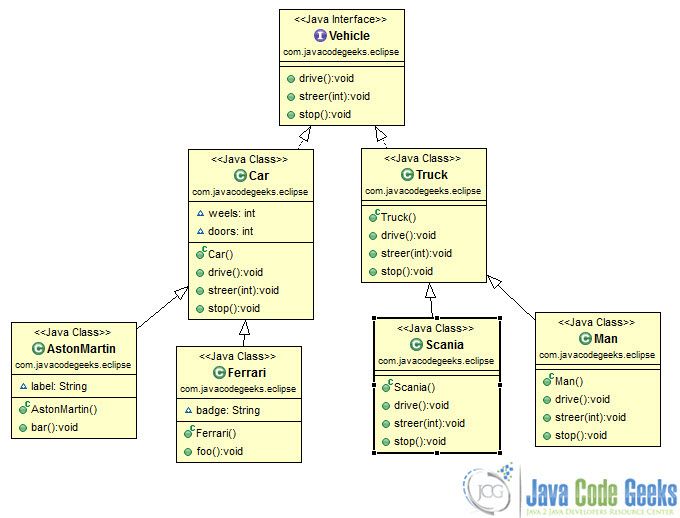 <<Java Interface>>
Vehicle
com.javacodegeeks.eclipse
drive():void
streer(int):void
stop():void
<<Java Class>>
Car
com.javacodegeeks.eclipse
weels: int
doors: int
Car()
drive():void
streer(int):void
stop():void
<<Java Class>>
Truck
com.javacodegeeks.eclipse
Truck()
drive():void
streer(int):void
stop():void
<<Java Class>>
AstonMartin
com.javacodegeeks.eclipse
label: String
AstonMartin()
bar():void
<<Java Class>>
Ferrari
com.javacodegeeks.eclipse
badge: String
Ferrari()
foo():void
<<Java Class>>
Scania
com.javacodegeeks.eclipse
Scania()
drive():void
streer(int):void
stop():void
<<Java Class>>
Man
com.javacodegeeks.eclipse
Man()
drive():void
streer(int):void
stop():void
JCG
Java Code Geeks
Java 2 Java Developers Resource Center